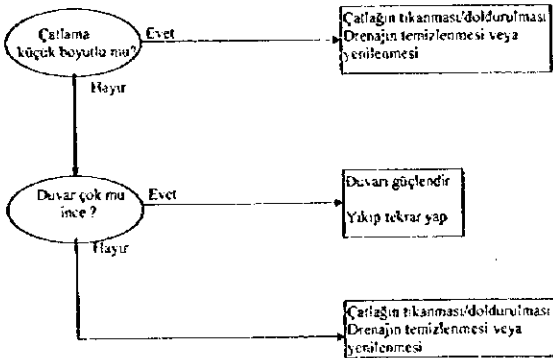 Çatlama
küçük boyutlu mu?
Evet
Çatlağın tıkanması/doldurulması
Drenajın temizlenmesi veya
yenilenmesi
Hayır
Duvar çok mu
ince ?
Evet
Duvarı güçlendir
Yıkıp tekrar yap
Hayır
Çatlağın tıkanması/doldurulması
Drenajın temizlenmesi veya
yenilenmesi